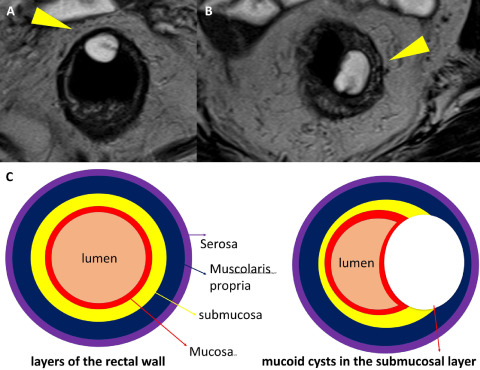 A
B
C
lumen
Serosa
Muscolaris
propria
submucosa
Mucosa
layers of the rectal wall
lumen
mucoid cysts in the submucosal layer